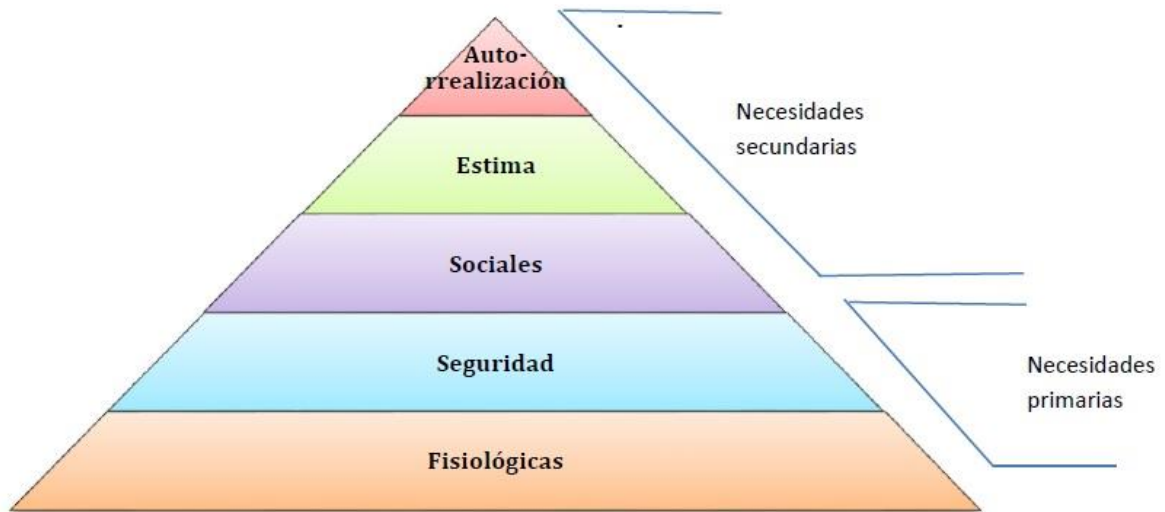 Auto-
rrealización
Estima
Sociales
Seguridad
Fisiológicas
Necesidades
secundarias
Necesidades
primarias